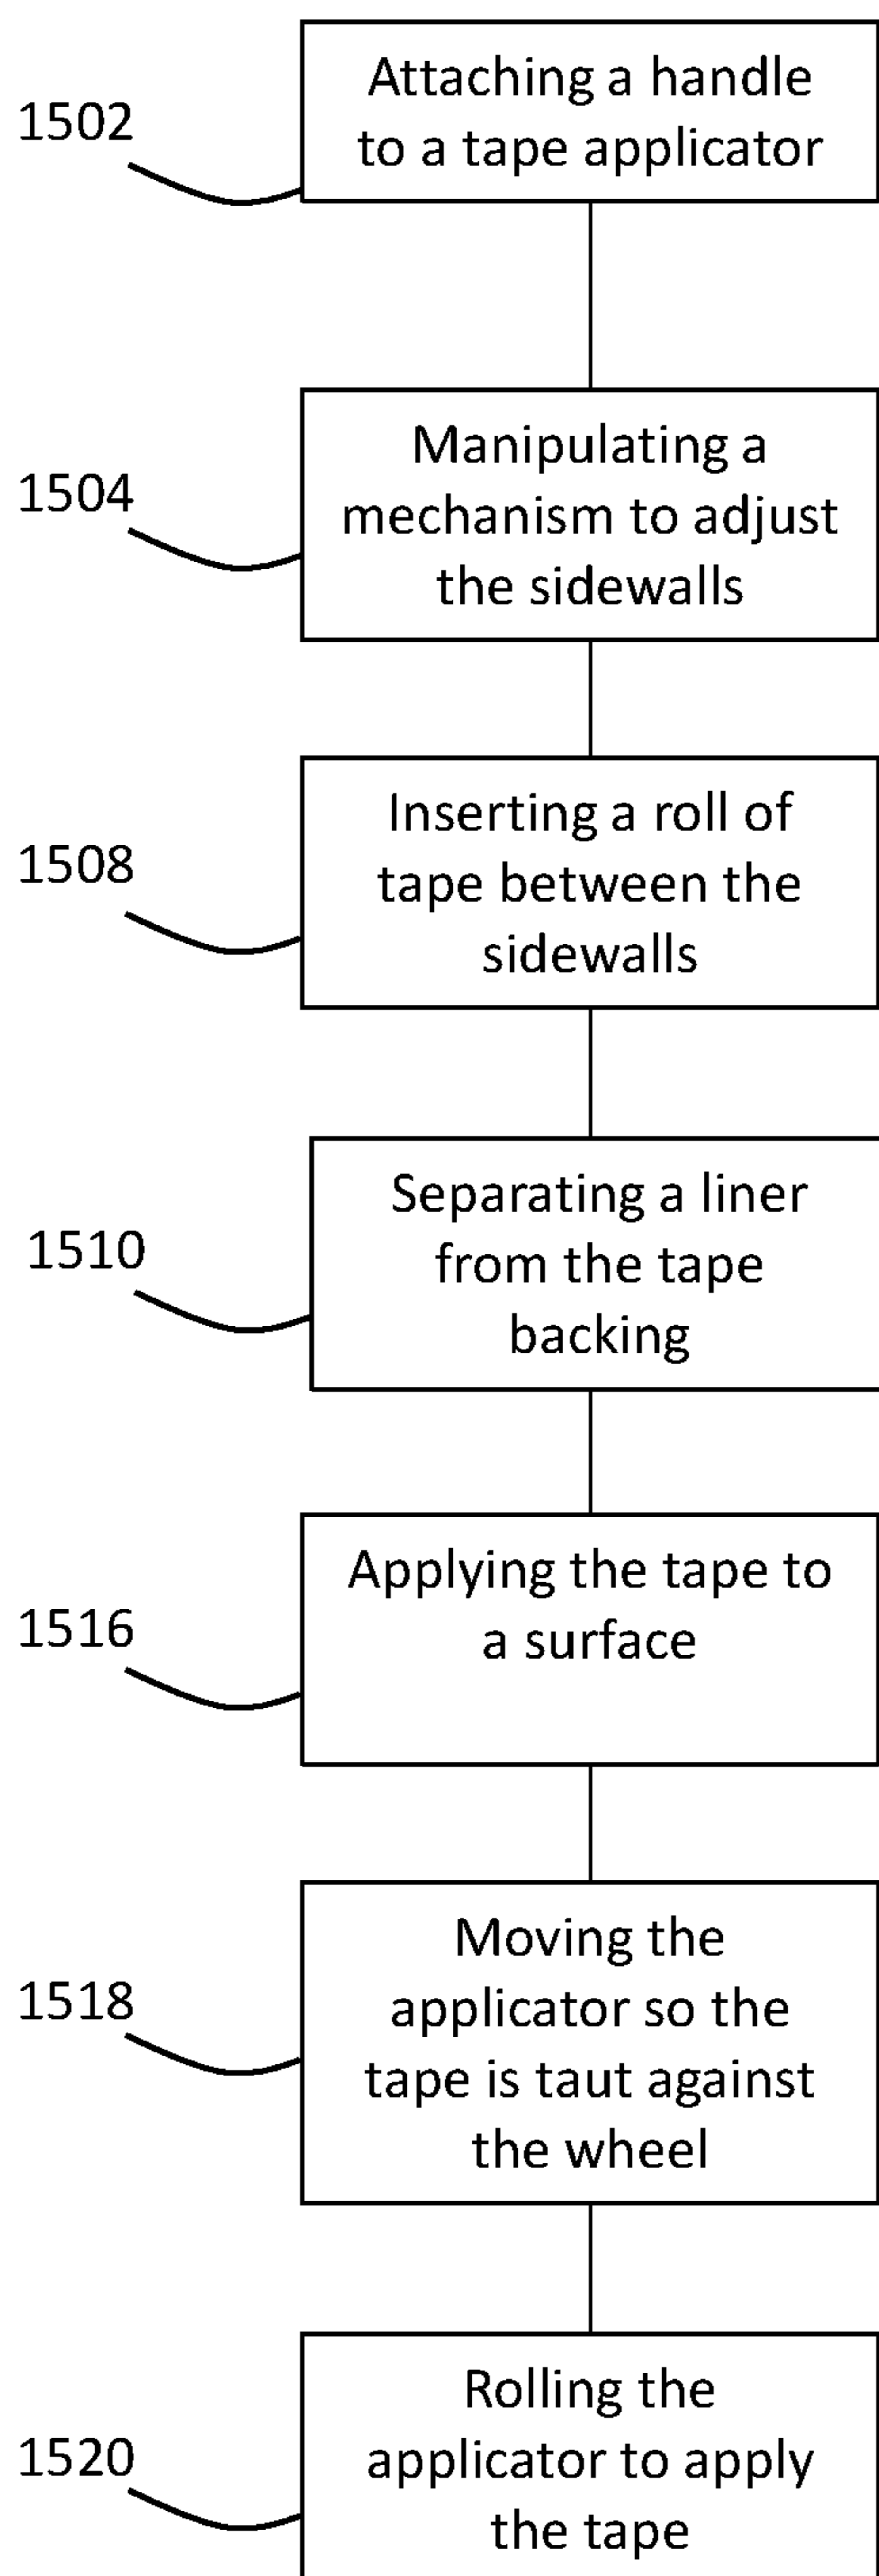 1502
Attaching a handle
to a tape applicator
1504
Manipulating a
mechanism to adjust
the sidewalls
1508
Inserting a roll of
tape between the
sidewalls
1510
Separating a liner
from the tape
backing
1516
Applying the tape to
a surface
1518
Moving the
applicator so the
tape is taut against
the wheel
1520
Rolling the
applicator to apply
the tape